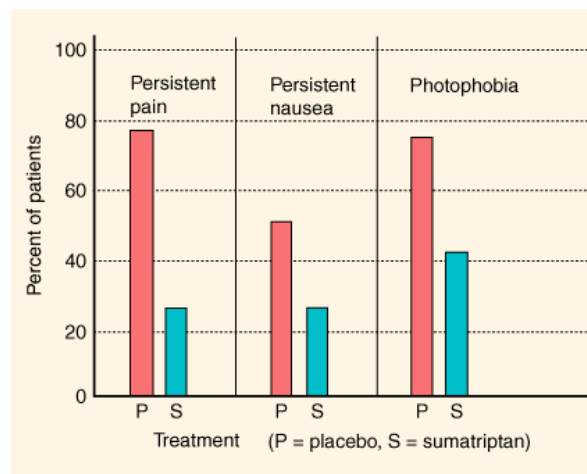 100
Persistent pain
Persistent nausea
Photophobia
80
60
40
20
0
Percent of patients
P S P S P S
Treatment (P = placebo, S = sumatriptan)